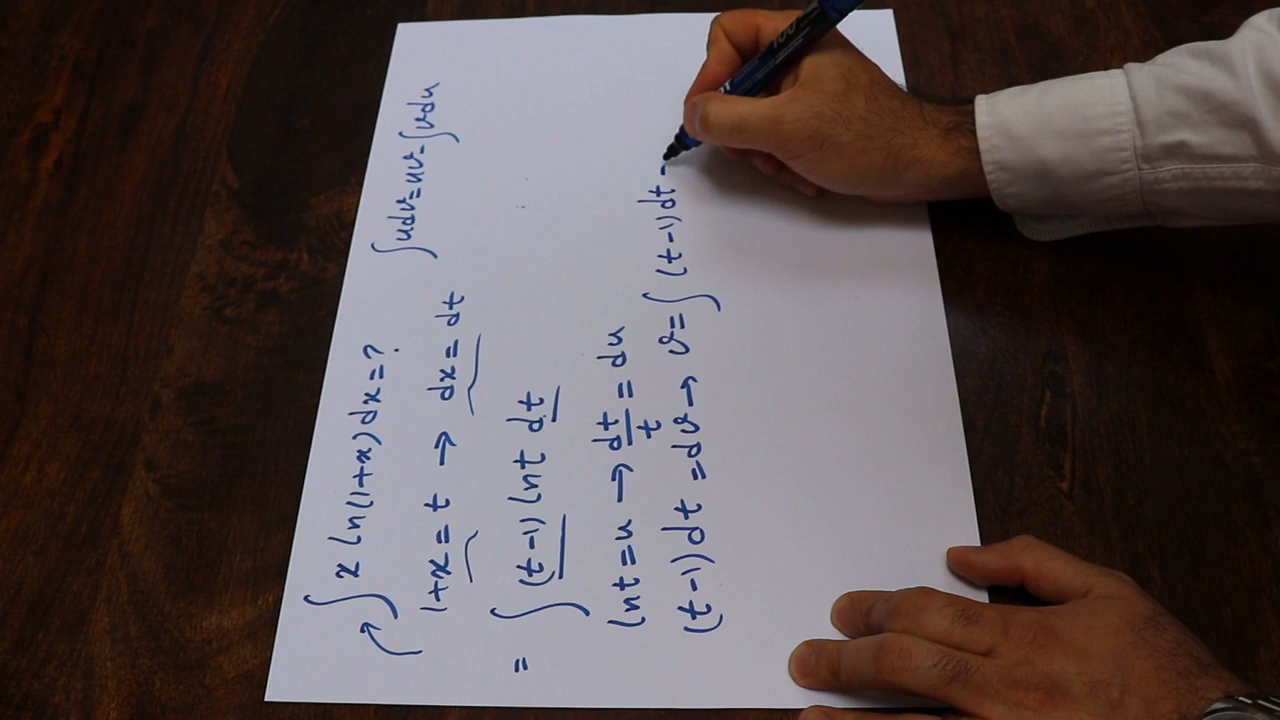 ∫ x ln(1+x) dx = ?
∫ u dv = uv - ∫ v du
1+x = t → dx = dt
= ∫ (t-1) ln t dt
ln t = u → dt/t = du
(t-1) dt = dv → v = ∫ (t-1) dt -
100